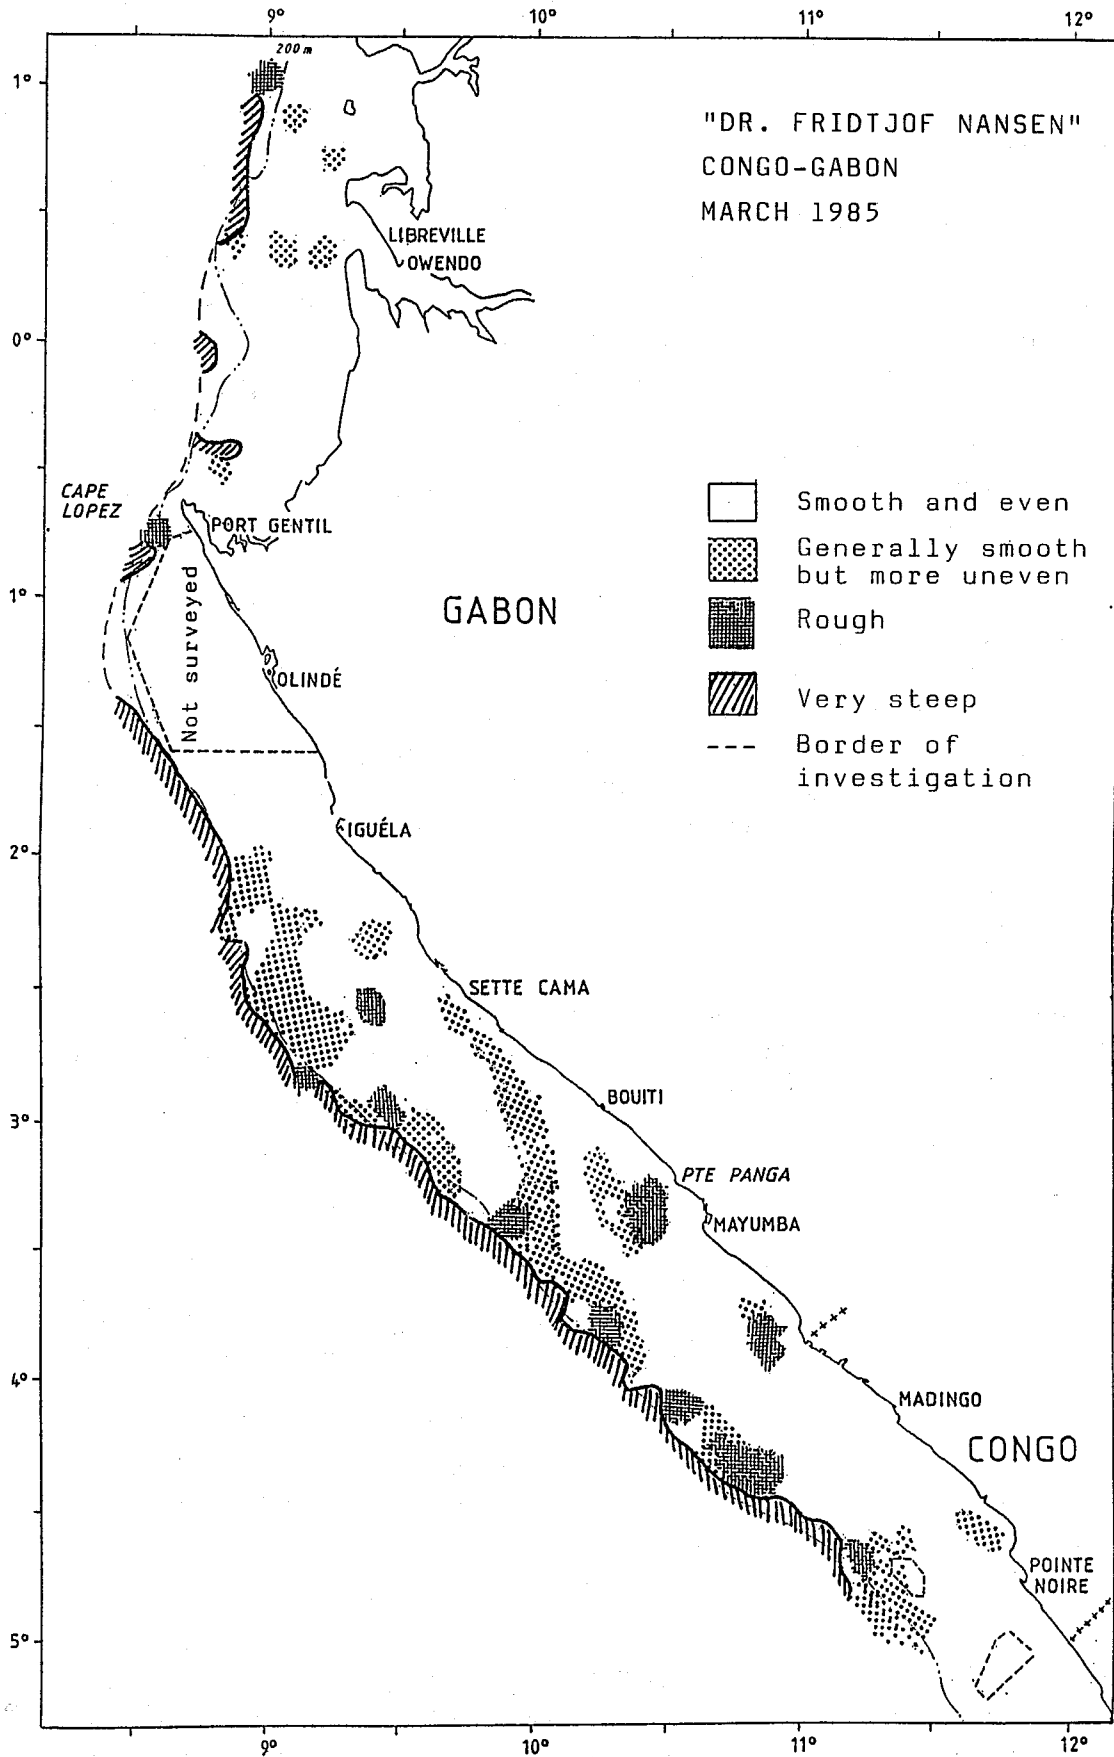 9°
10°
11°
12°
200 m
1°
"DR. FRIDTJOF NANSEN"
CONGO-GABON
MARCH 1985
LIBREVILLE
OWENDO
0°
CAPE
LOPEZ
PORT GENTIL
Smooth and even
Generally smooth
but more uneven
Rough
Very steep
Border of
investigation
1°
Not surveyed
GABON
OLINDÉ
IGUÉLA
2°
SETTE CAMA
BOUITI
3°
PTE PANGA
MAYUMBA
4°
MADINGO
CONGO
POINTE
NOIRE
5°
9°
10°
11°
12°